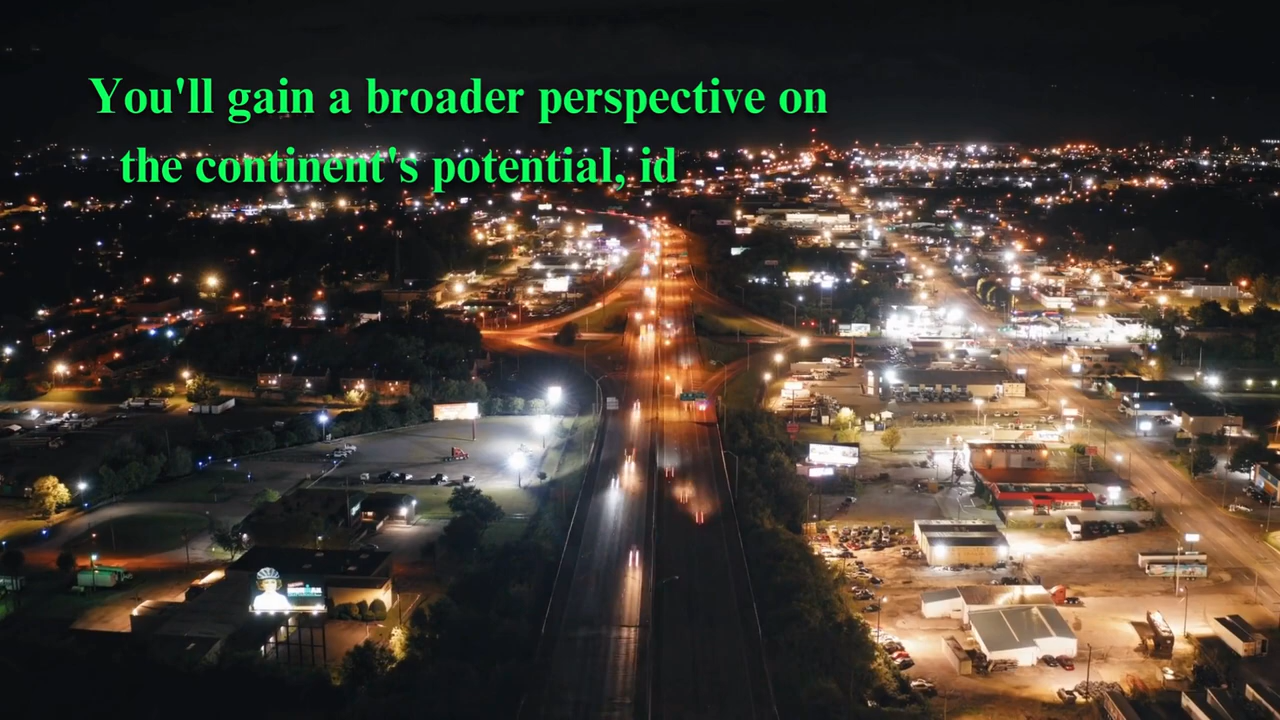 You'll gain a broader perspective on
the continent's potential, id